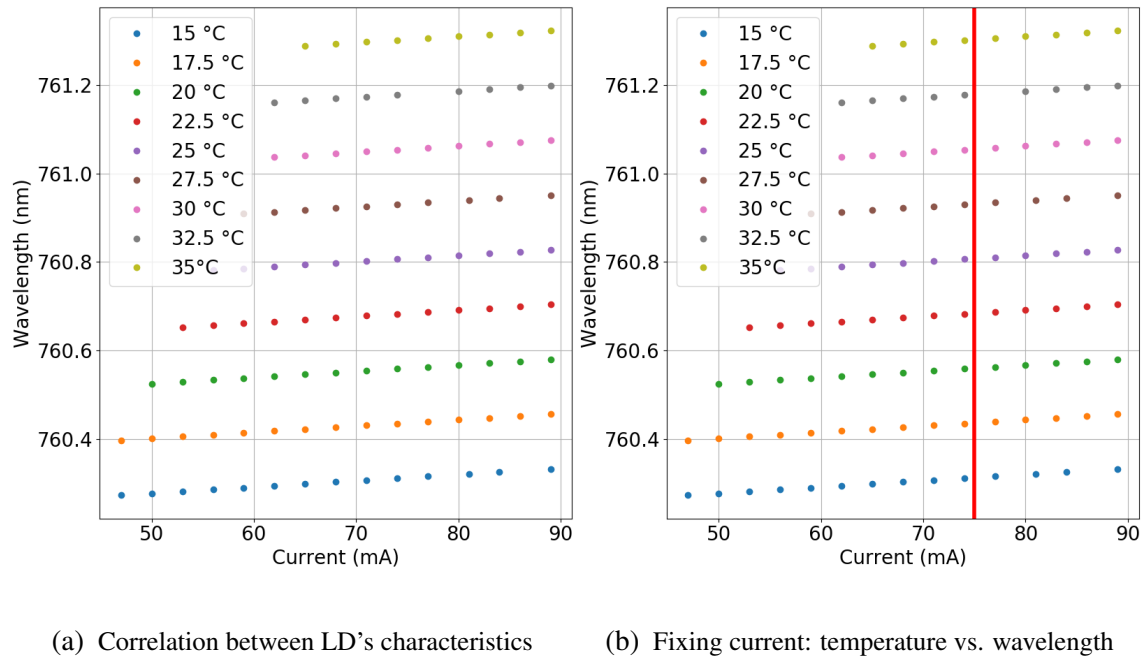 15 °C
17.5 °C
20 °C
22.5 °C
25 °C
27.5 °C
30 °C
32.5 °C
35°C
761.2
761.0
760.8
760.6
760.4
Wavelength (nm)
50 60 70 80 90
Current (mA)
15 °C
17.5 °C
20 °C
22.5 °C
25 °C
27.5 °C
30 °C
32.5 °C
35°C
761.2
761.0
760.8
760.6
760.4
Wavelength (nm)
50 60 70 80 90
Current (mA)
(a) Correlation between LD's characteristics
(b) Fixing current: temperature vs. wavelength